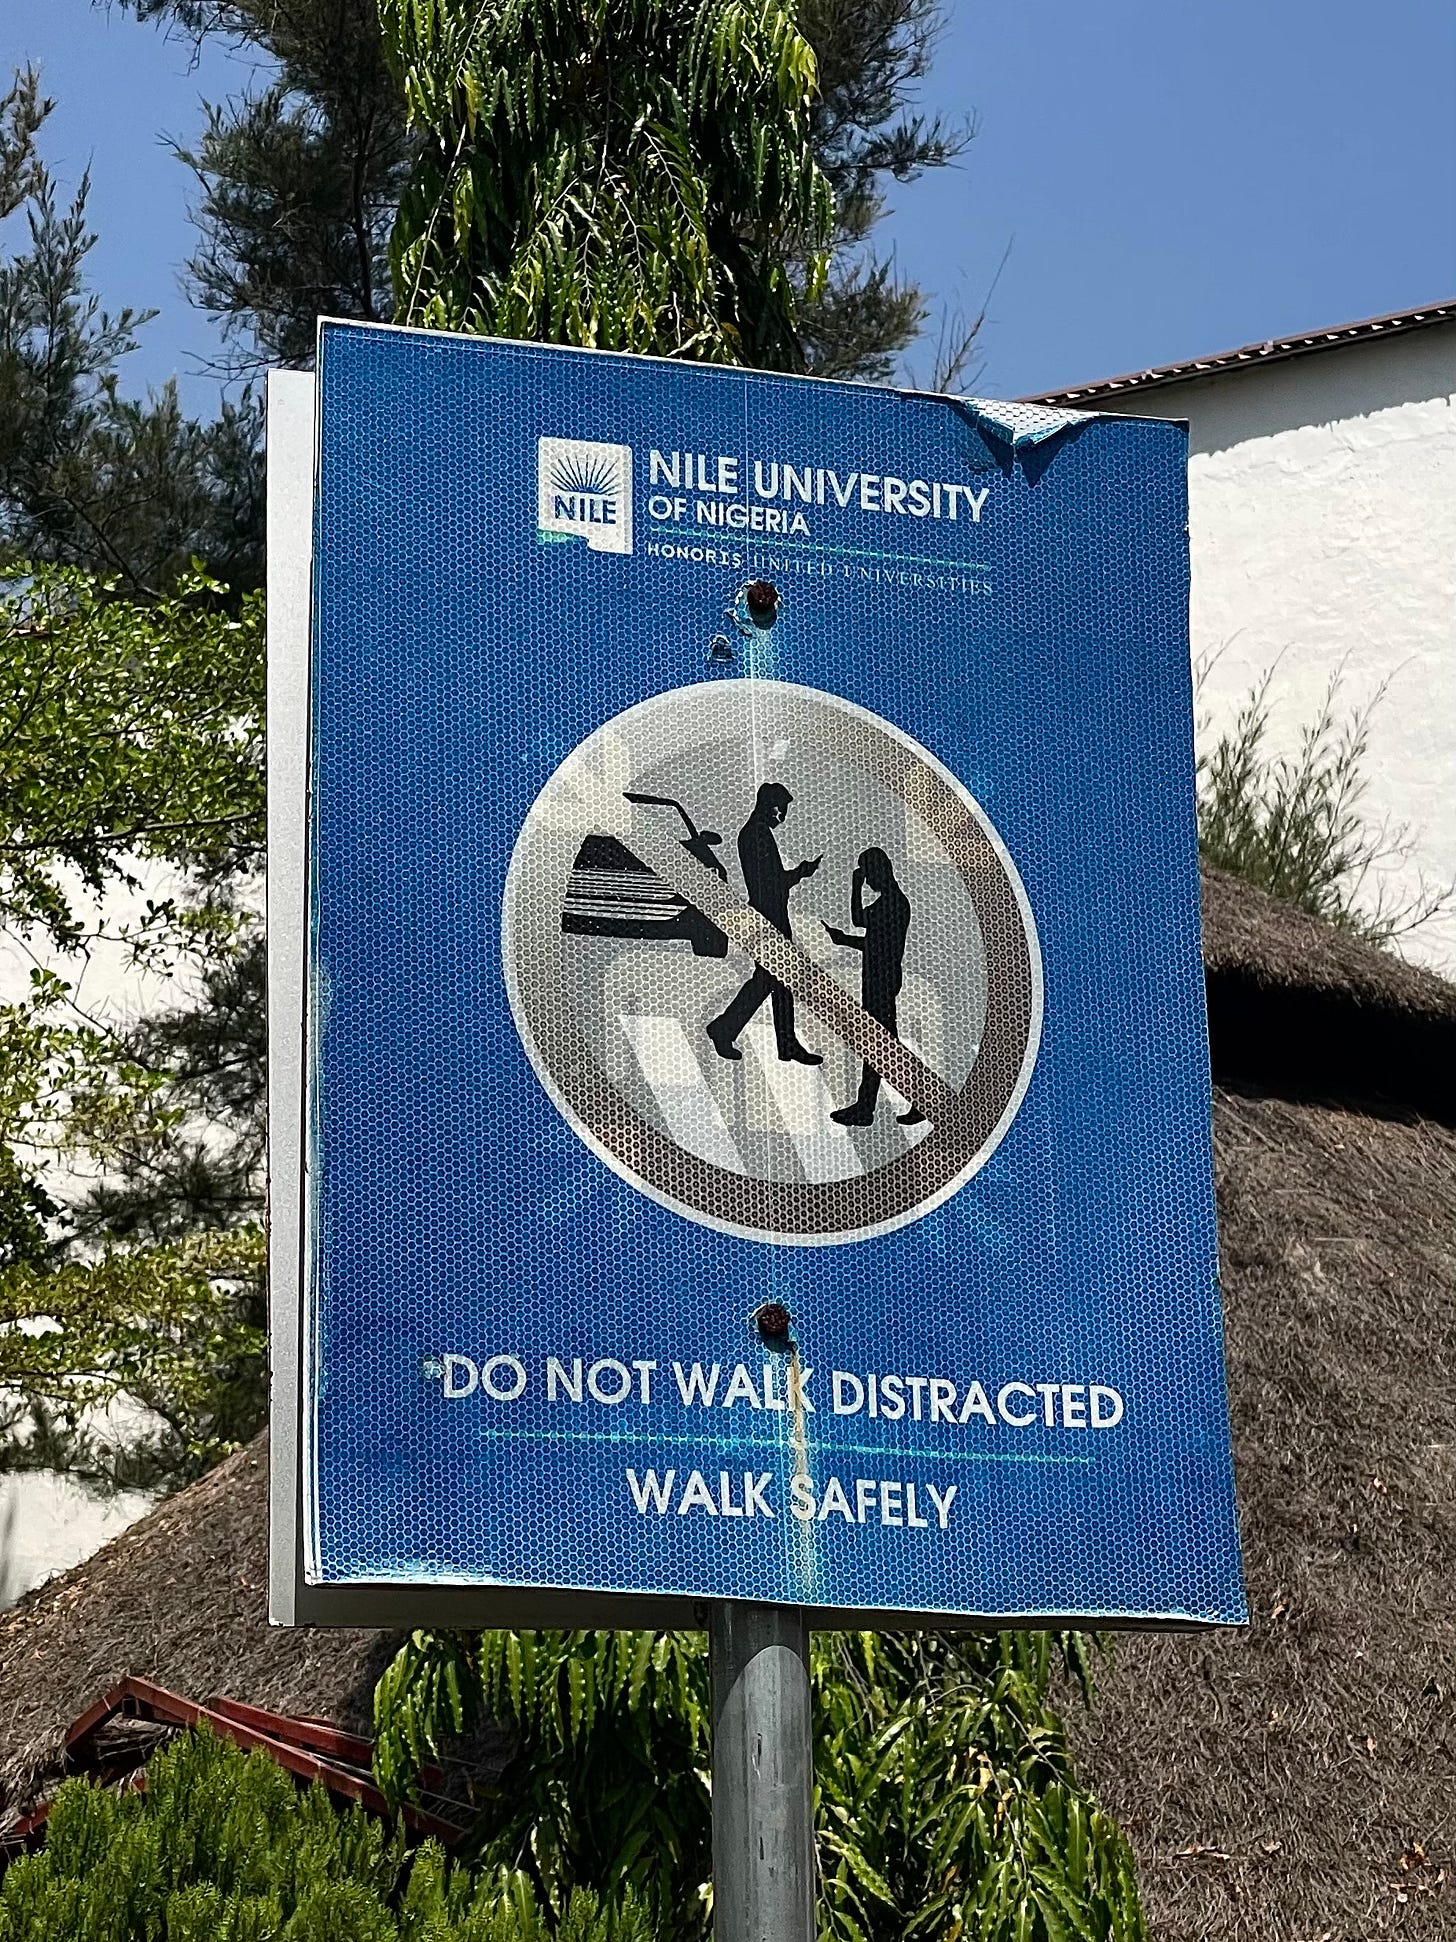 NILE
NILE UNIVERSITY
OF NIGERIA
HONORIS UNITED UNIVERSITIES
DO NOT WALK DISTRACTED
WALK SAFELY